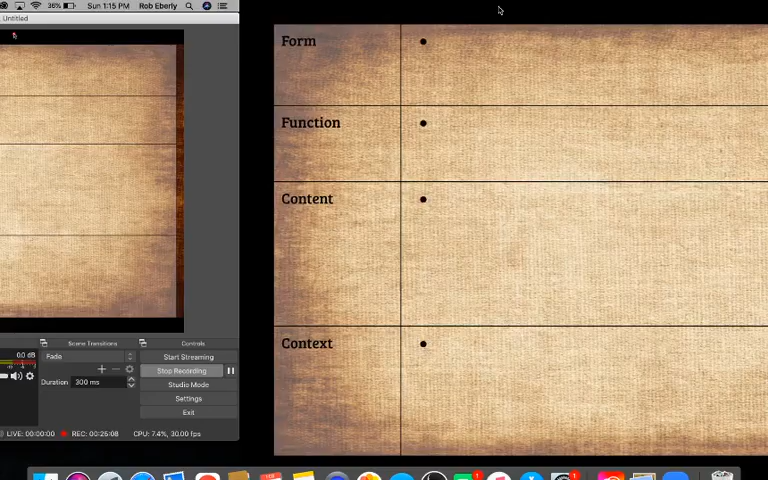 36% Sun 1:15 PM Rob Eberly
Untitled
Form
Function
Content
Context
Scene Transitions
Controls
0.0 dB
Fade
Start Streaming
Stop Recording
Duration 300 ms
Studio Mode
Settings
Exit
LIVE: 00:00:00 REC: 00:25:08 CPU: 7.4%, 30.00 fps
1
1